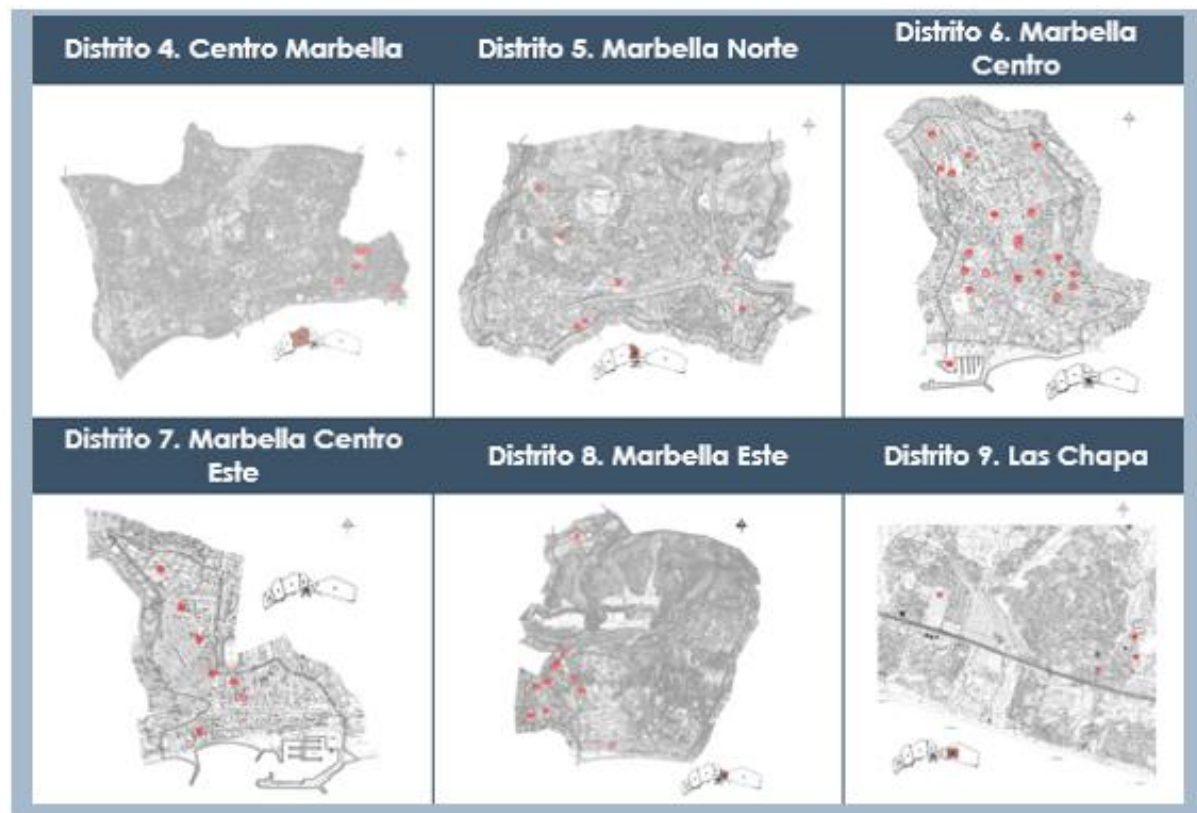 Distrito 4. Centro Marbella
Distrito 5. Marbella Norte
Distrito 6. Marbella
Centro
Distrito 7. Marbella Centro
Este
Distrito 8. Marbella Este
Distrito 9. Las Chapa